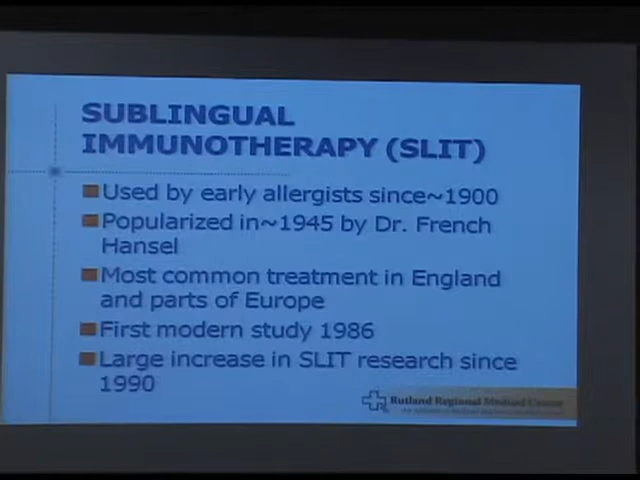 SUBLINGUAL
IMMUNOTHERAPY (SLIT)
Used by early allergists since~1900
Popularized in~1945 by Dr. French
Hansel
Most common treatment in England
and parts of Europe
First modern study 1986
Large increase in SLIT research since
1990
Rutland Regional Medical Center